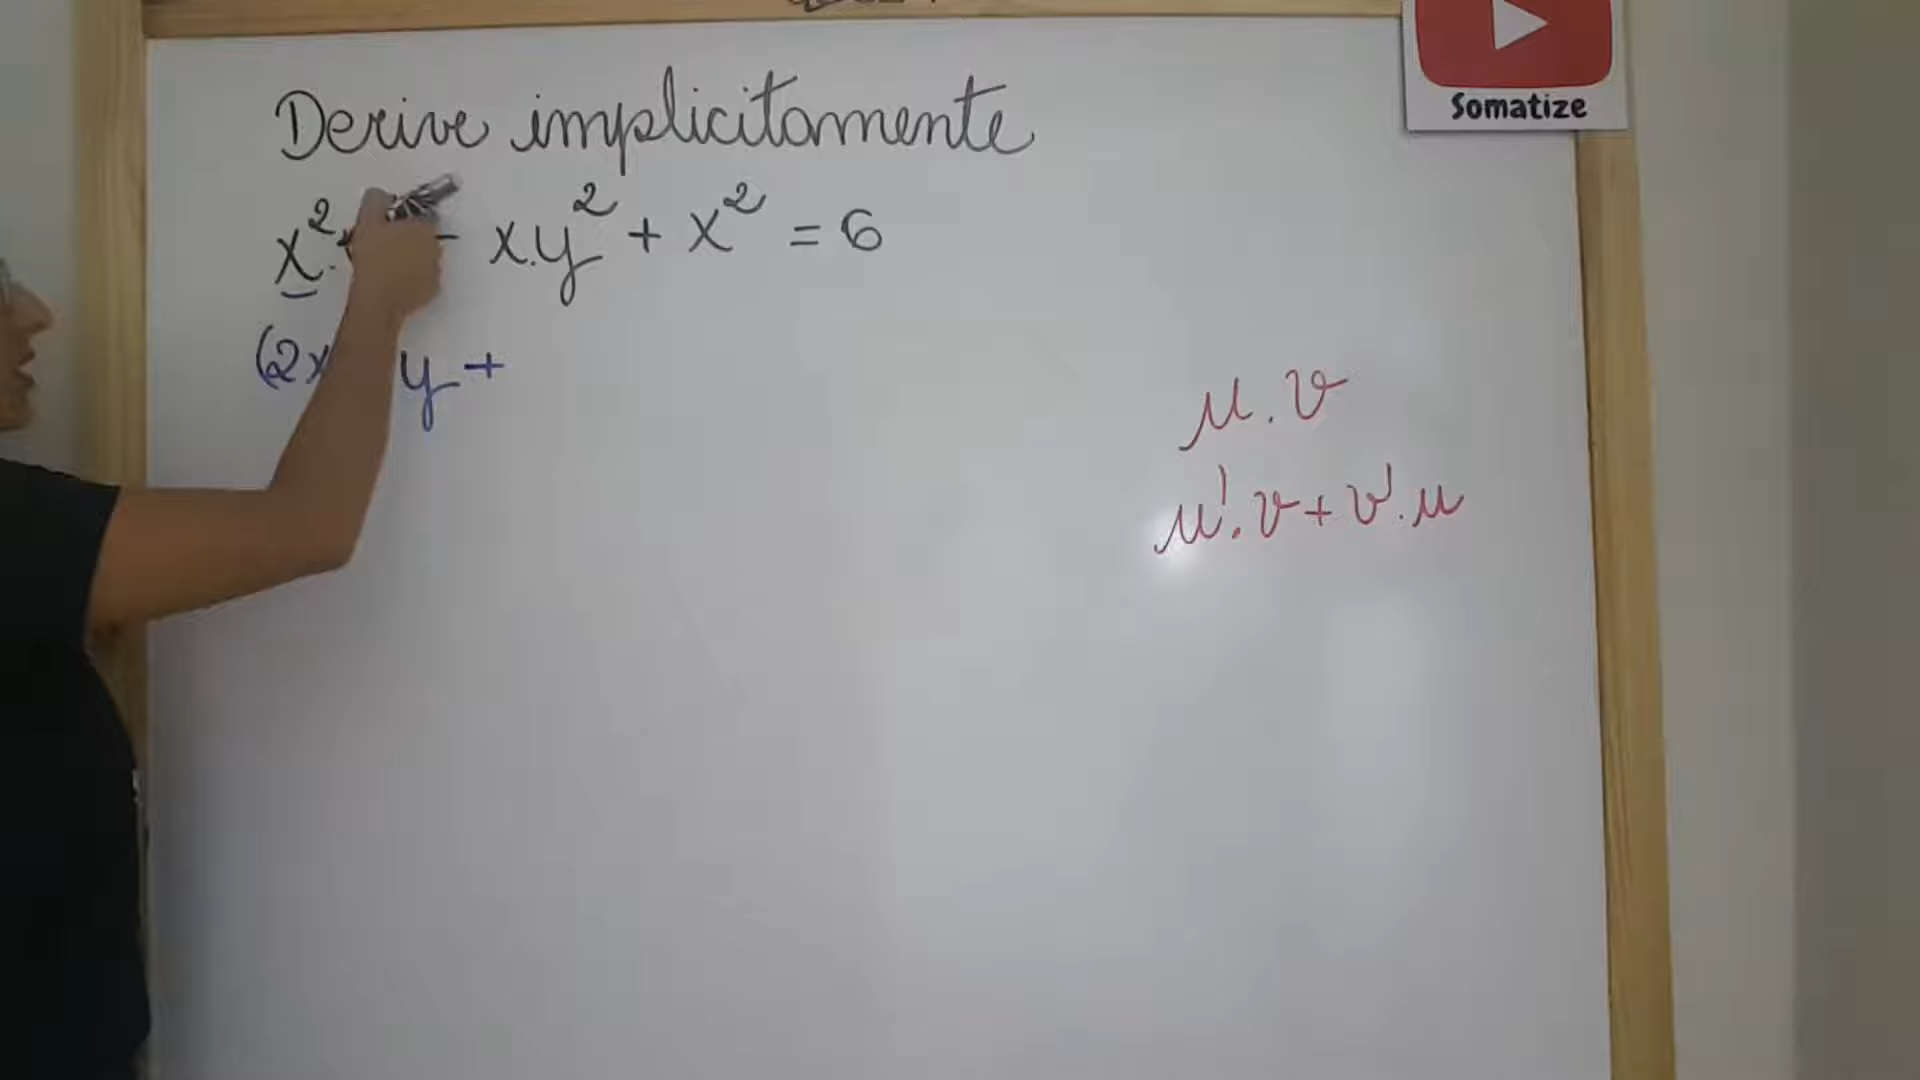 Derive implicitamente
x². - x.y² + x² = 6
(2x y +
u.v
u'.v + v'.u
Somatize